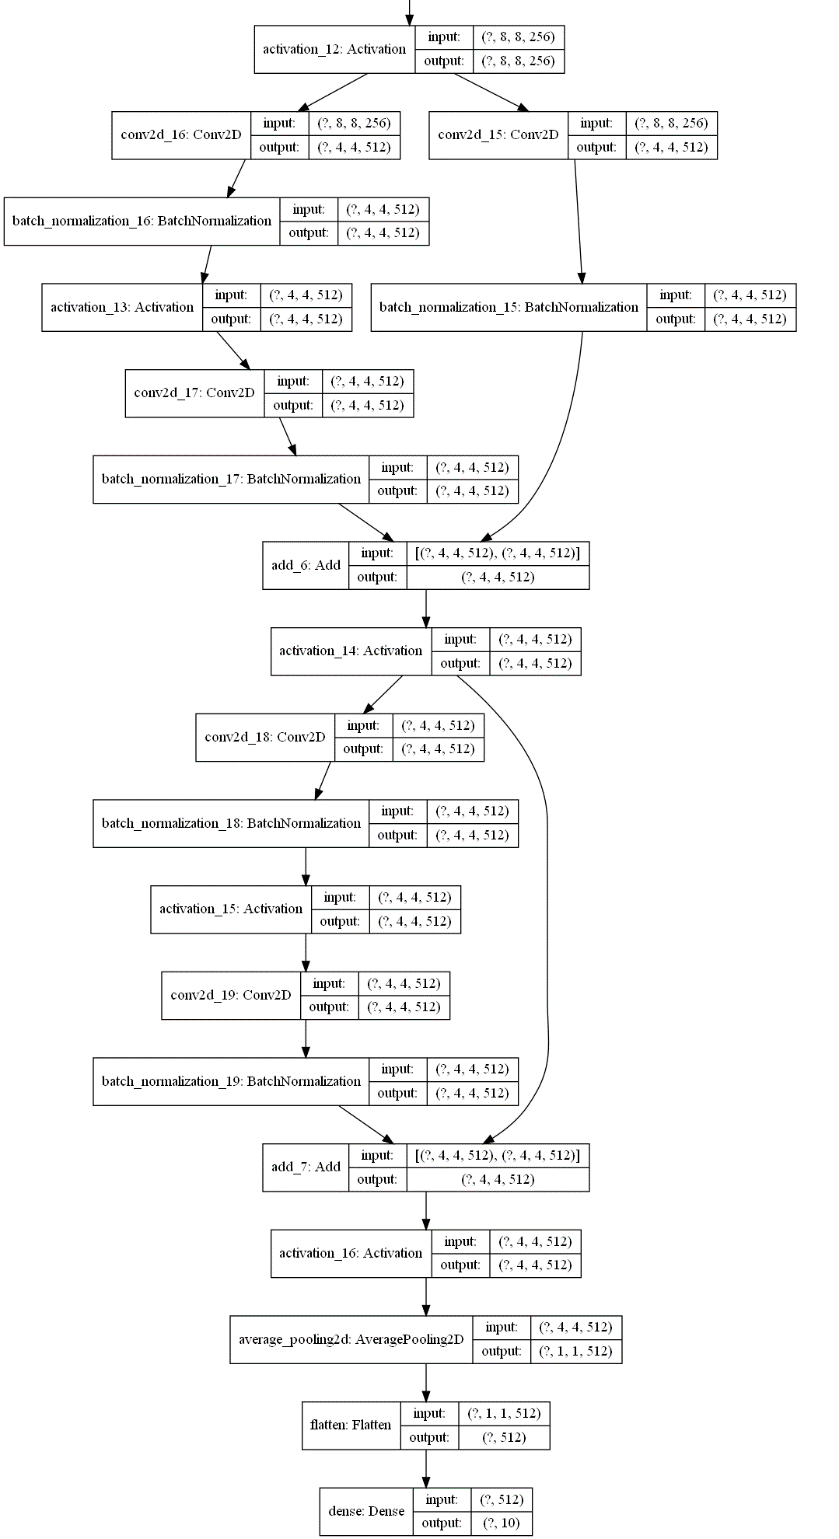 activation_12: Activation
input: (?, 8, 8, 256)
output: (?, 8, 8, 256)
conv2d_16: Conv2D
input: (?, 8, 8, 256)
output: (?, 4, 4, 512)
conv2d_15: Conv2D
input: (?, 8, 8, 256)
output: (?, 4, 4, 512)
batch_normalization_16: BatchNormalization
input: (?, 4, 4, 512)
output: (?, 4, 4, 512)
activation_13: Activation
input: (?, 4, 4, 512)
output: (?, 4, 4, 512)
batch_normalization_15: BatchNormalization
input: (?, 4, 4, 512)
output: (?, 4, 4, 512)
conv2d_17: Conv2D
input: (?, 4, 4, 512)
output: (?, 4, 4, 512)
batch_normalization_17: BatchNormalization
input: (?, 4, 4, 512)
output: (?, 4, 4, 512)
add_6: Add
input: [(?, 4, 4, 512), (?, 4, 4, 512)]
output: (?, 4, 4, 512)
activation_14: Activation
input: (?, 4, 4, 512)
output: (?, 4, 4, 512)
conv2d_18: Conv2D
input: (?, 4, 4, 512)
output: (?, 4, 4, 512)
batch_normalization_18: BatchNormalization
input: (?, 4, 4, 512)
output: (?, 4, 4, 512)
activation_15: Activation
input: (?, 4, 4, 512)
output: (?, 4, 4, 512)
conv2d_19: Conv2D
input: (?, 4, 4, 512)
output: (?, 4, 4, 512)
batch_normalization_19: BatchNormalization
input: (?, 4, 4, 512)
output: (?, 4, 4, 512)
add_7: Add
input: [(?, 4, 4, 512), (?, 4, 4, 512)]
output: (?, 4, 4, 512)
activation_16: Activation
input: (?, 4, 4, 512)
output: (?, 4, 4, 512)
average_pooling2d: AveragePooling2D
input: (?, 4, 4, 512)
output: (?, 1, 1, 512)
flatten: Flatten
input: (?, 1, 1, 512)
output: (?, 512)
dense: Dense
input: (?, 512)
output: (?, 10)